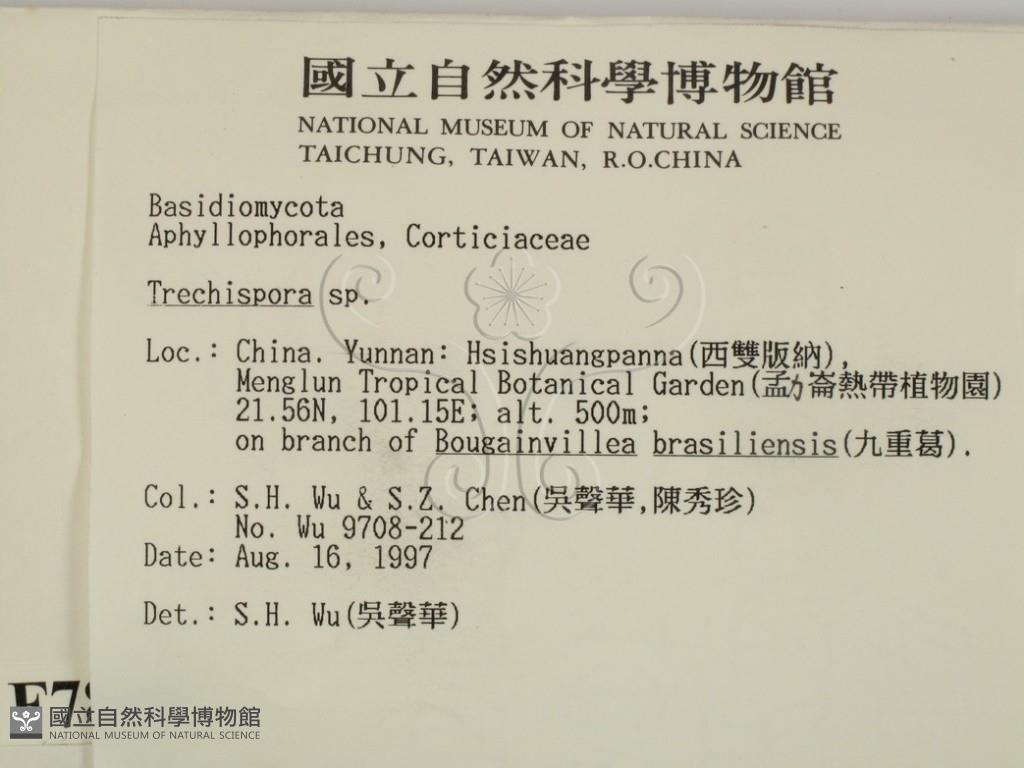 國立自然科學博物館
NATIONAL MUSEUM OF NATURAL SCIENCE
TAICHUNG, TAIWAN, R.O.CHINA
Basidiomycota
Aphyllophorales, Corticiaceae
Trechispora sp.
Loc.: China. Yunnan: Hsishuangpanna(西雙版納),
Menglun Tropical Botanical Garden(孟力崙熱帶植物園)
21.56N, 101.15E; alt. 500m;
on branch of Bougainvillea brasiliensis(九重葛).
Col.: S.H. Wu & S.Z. Chen(吳聲華,陳秀珍)
No. Wu 9708-212
Date: Aug. 16, 1997
Det.: S.H. Wu(吳聲華)
國立自然科學博物館
NATIONAL MUSEUM OF NATURAL SCIENCE